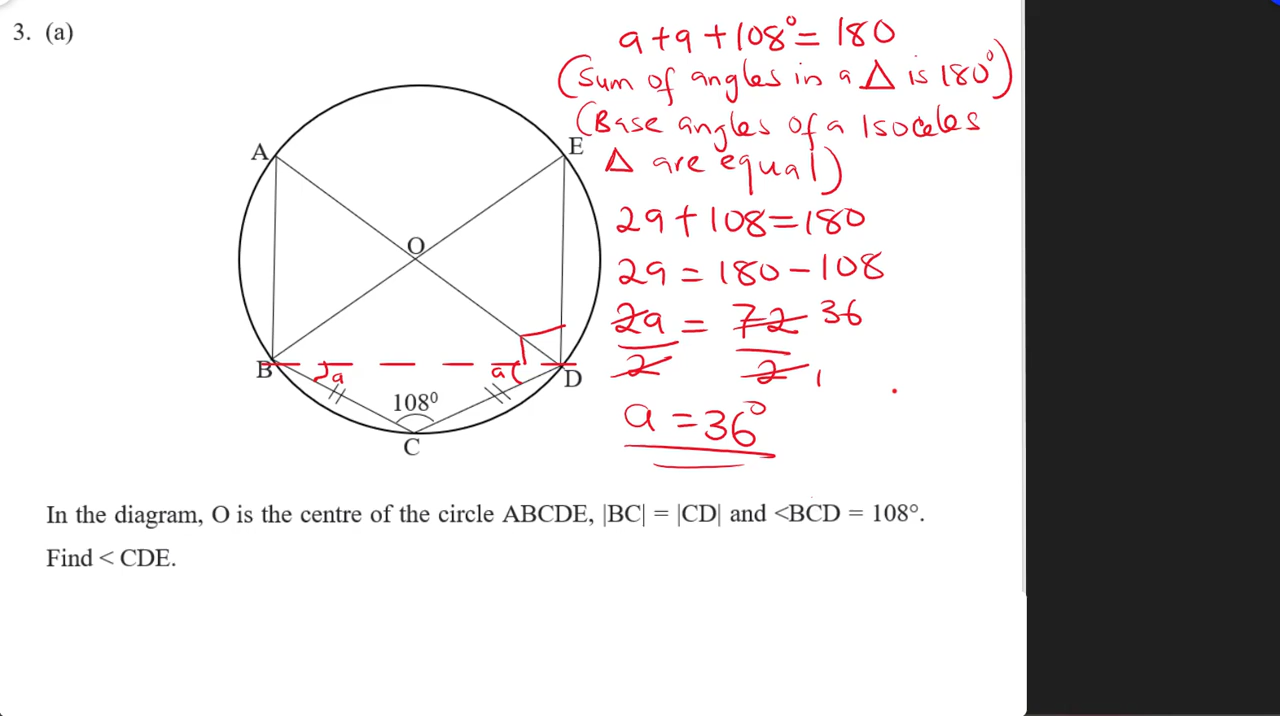 3. (a)
a + a + 108° = 180
(Sum of angles in a Δ is 180°)
(Base angles of a Isoceles
Δ are equal)
2a + 108 = 180
2a = 180 - 108
2a = 72 36
2 2 1
a = 36°
A
E
O
B
a
a
D
108⁰
C
In the diagram, O is the centre of the circle ABCDE, |BC| = |CD| and <BCD = 108°.
Find < CDE.